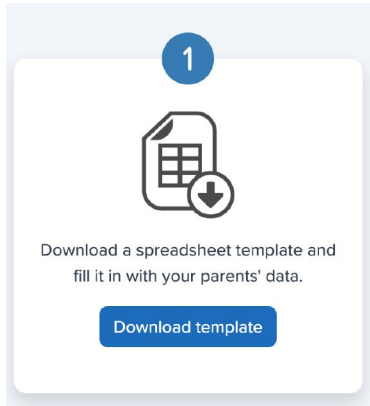 1
Download a spreadsheet template and
fill it in with your parents' data.
Download template